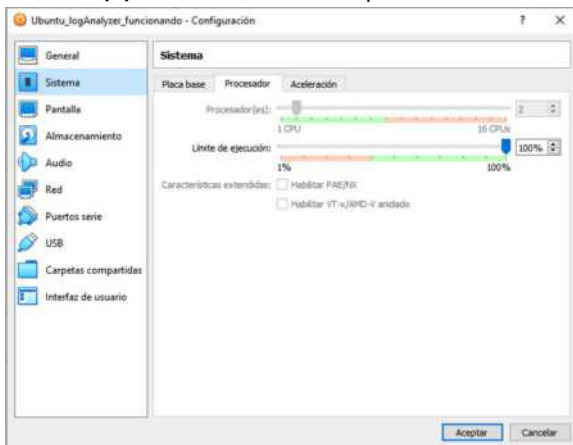 Ubuntu_logAnalyzer_funcionando - Configuración ? ×
General
Sistema
Pantalla
Almacenamiento
Audio
Red
Puertos serie
USB
Carpetas compartidas
Interfaz de usuario
Sistema
Placa base Procesador Aceleración
Procesador(es): 2
1 CPU 16 CPUs
Límite de ejecución: 100%
1% 100%
Características extendidas: Habilitar PAE/NX
Habilitar VT-x/AMD-V anidado
Aceptar Cancelar